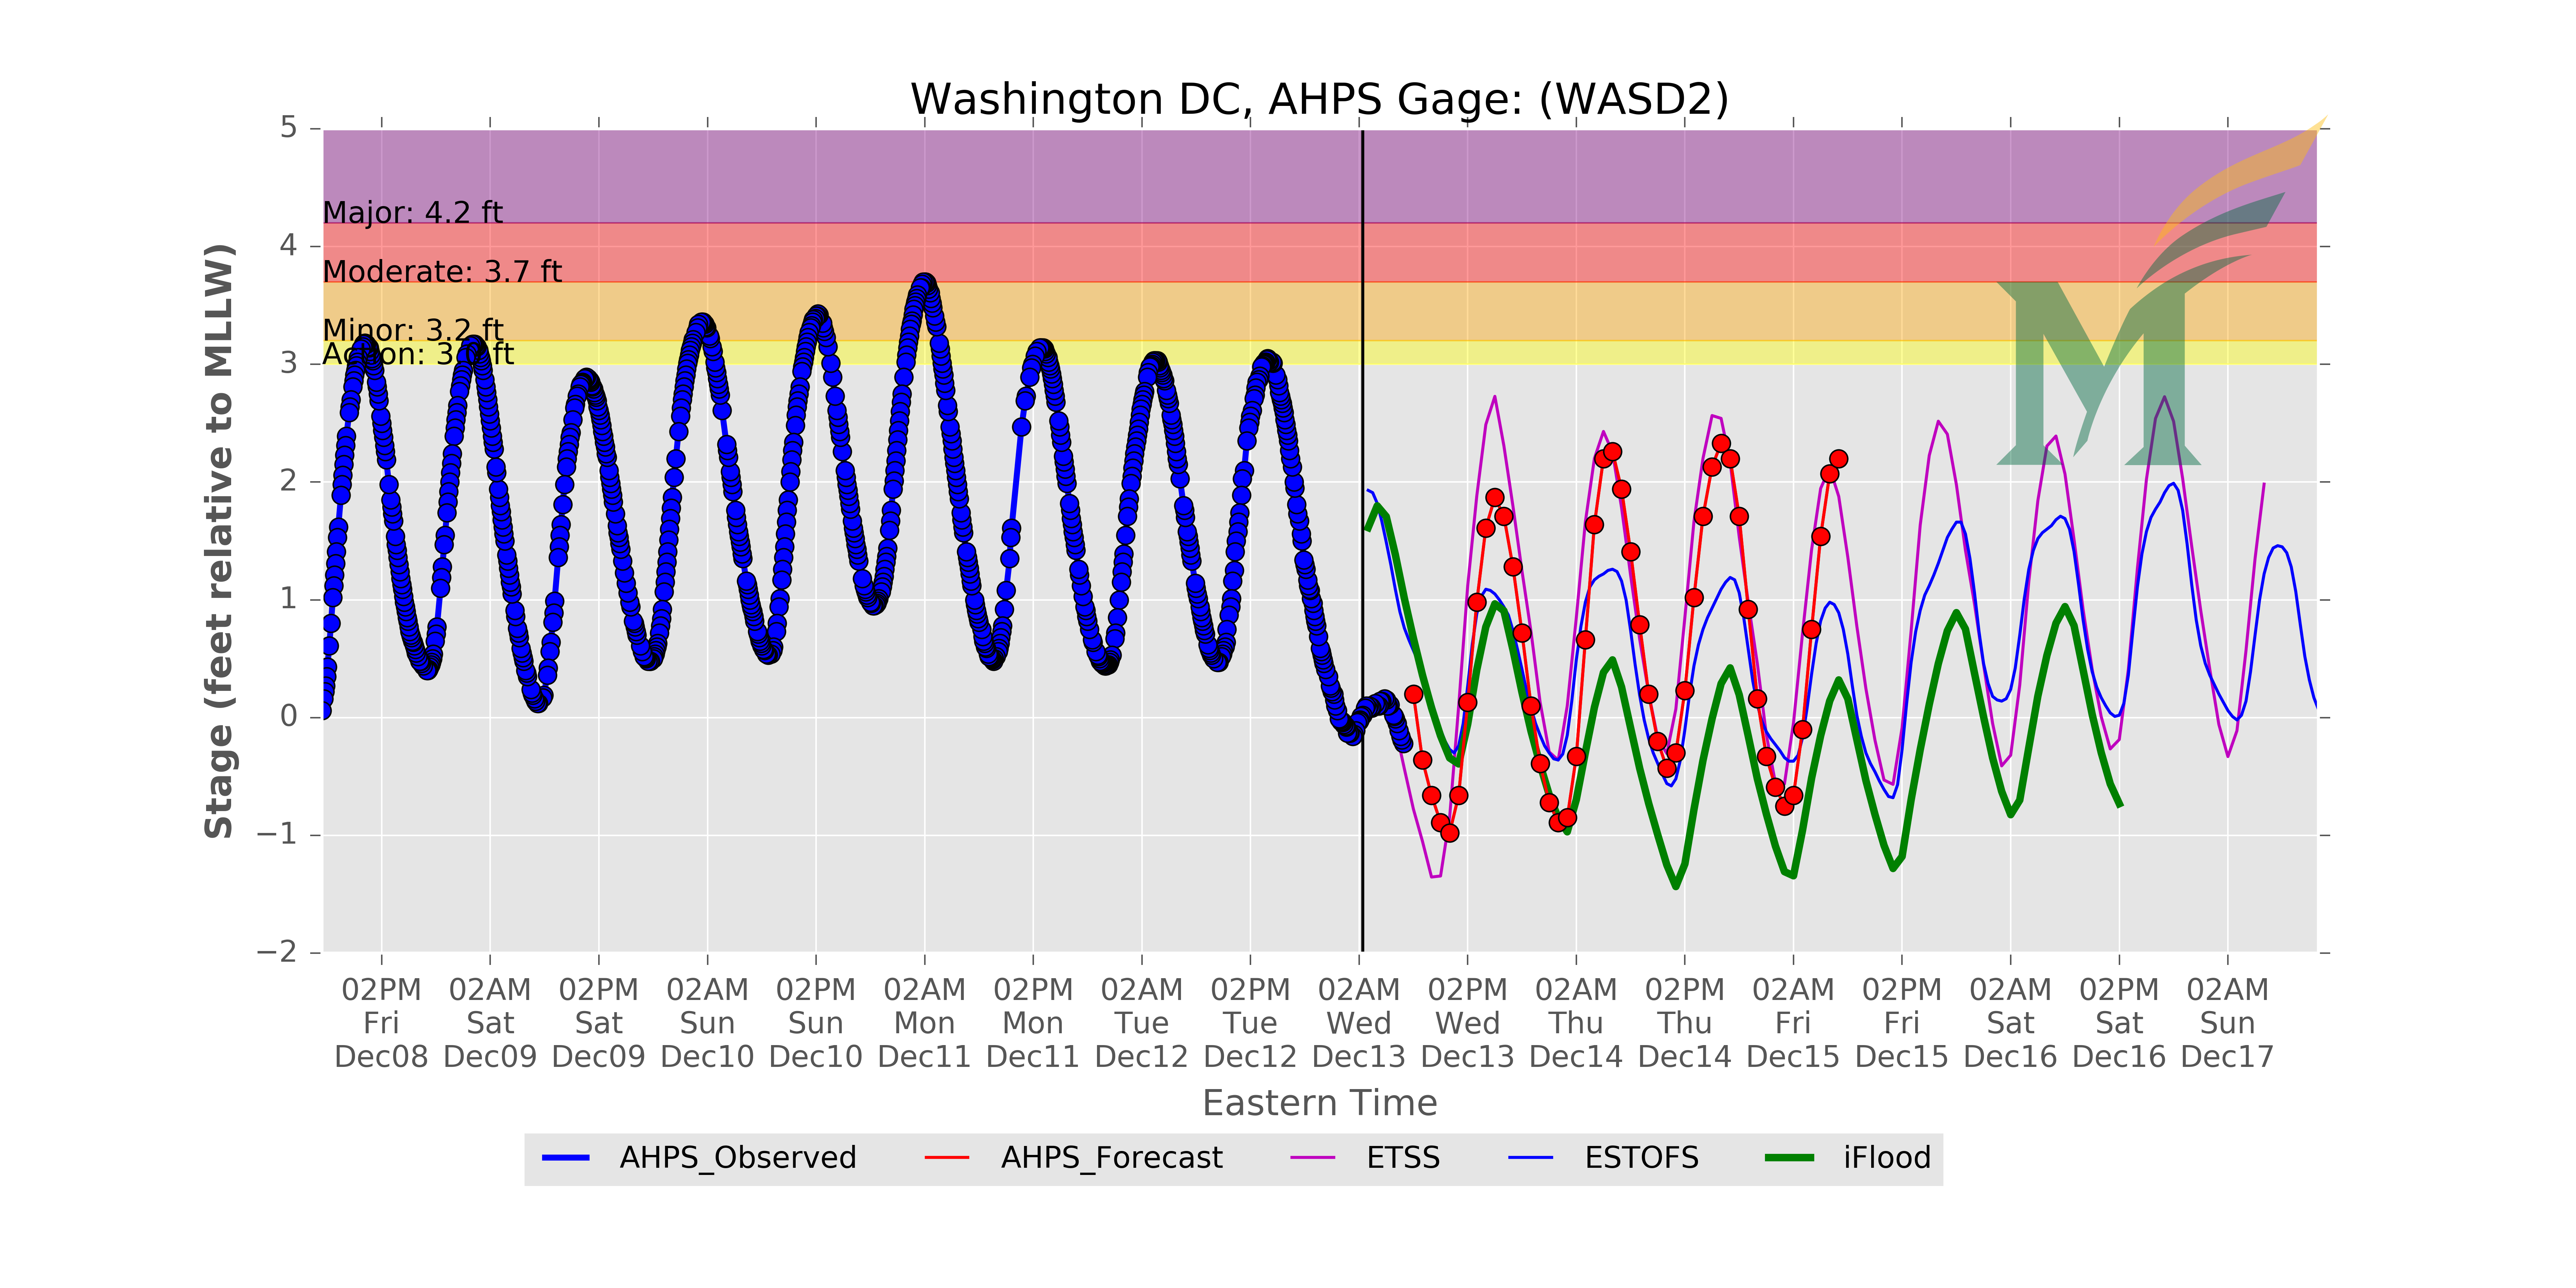 Washington DC, AHPS Gage: (WASD2)
5
4
3
2
1
0
−1
−2
Stage (feet relative to MLLW)
Major: 4.2 ft
Moderate: 3.7 ft
Minor: 3.2 ft
Action: 3.0 ft
02PM 02AM 02PM 02AM 02PM 02AM 02PM 02AM 02PM 02AM 02PM 02AM 02PM 02AM 02PM 02AM 02PM 02AM
Fri Sat Sat Sun Sun Mon Mon Tue Tue Wed Wed Thu Thu Fri Fri Sat Sat Sun
Dec08 Dec09 Dec09 Dec10 Dec10 Dec11 Dec11 Dec12 Dec12 Dec13 Dec13 Dec14 Dec14 Dec15 Dec15 Dec16 Dec16 Dec17
Eastern Time
AHPS_Observed AHPS_Forecast ETSS ESTOFS iFlood
M